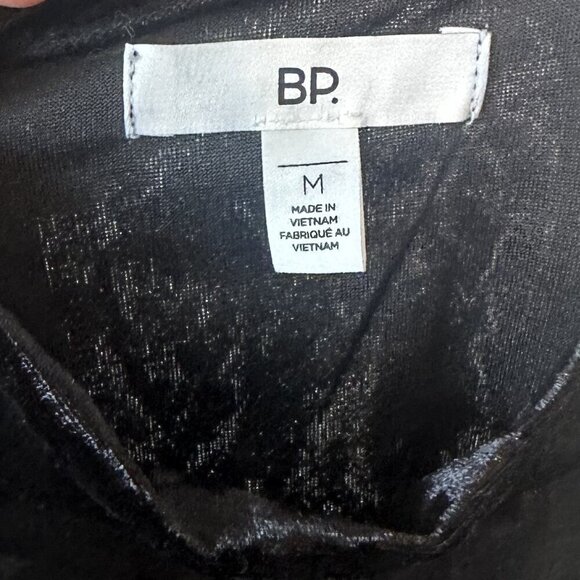 BP.
M
MADE IN
VIETNAM
FABRIQUÉ AU
VIETNAM